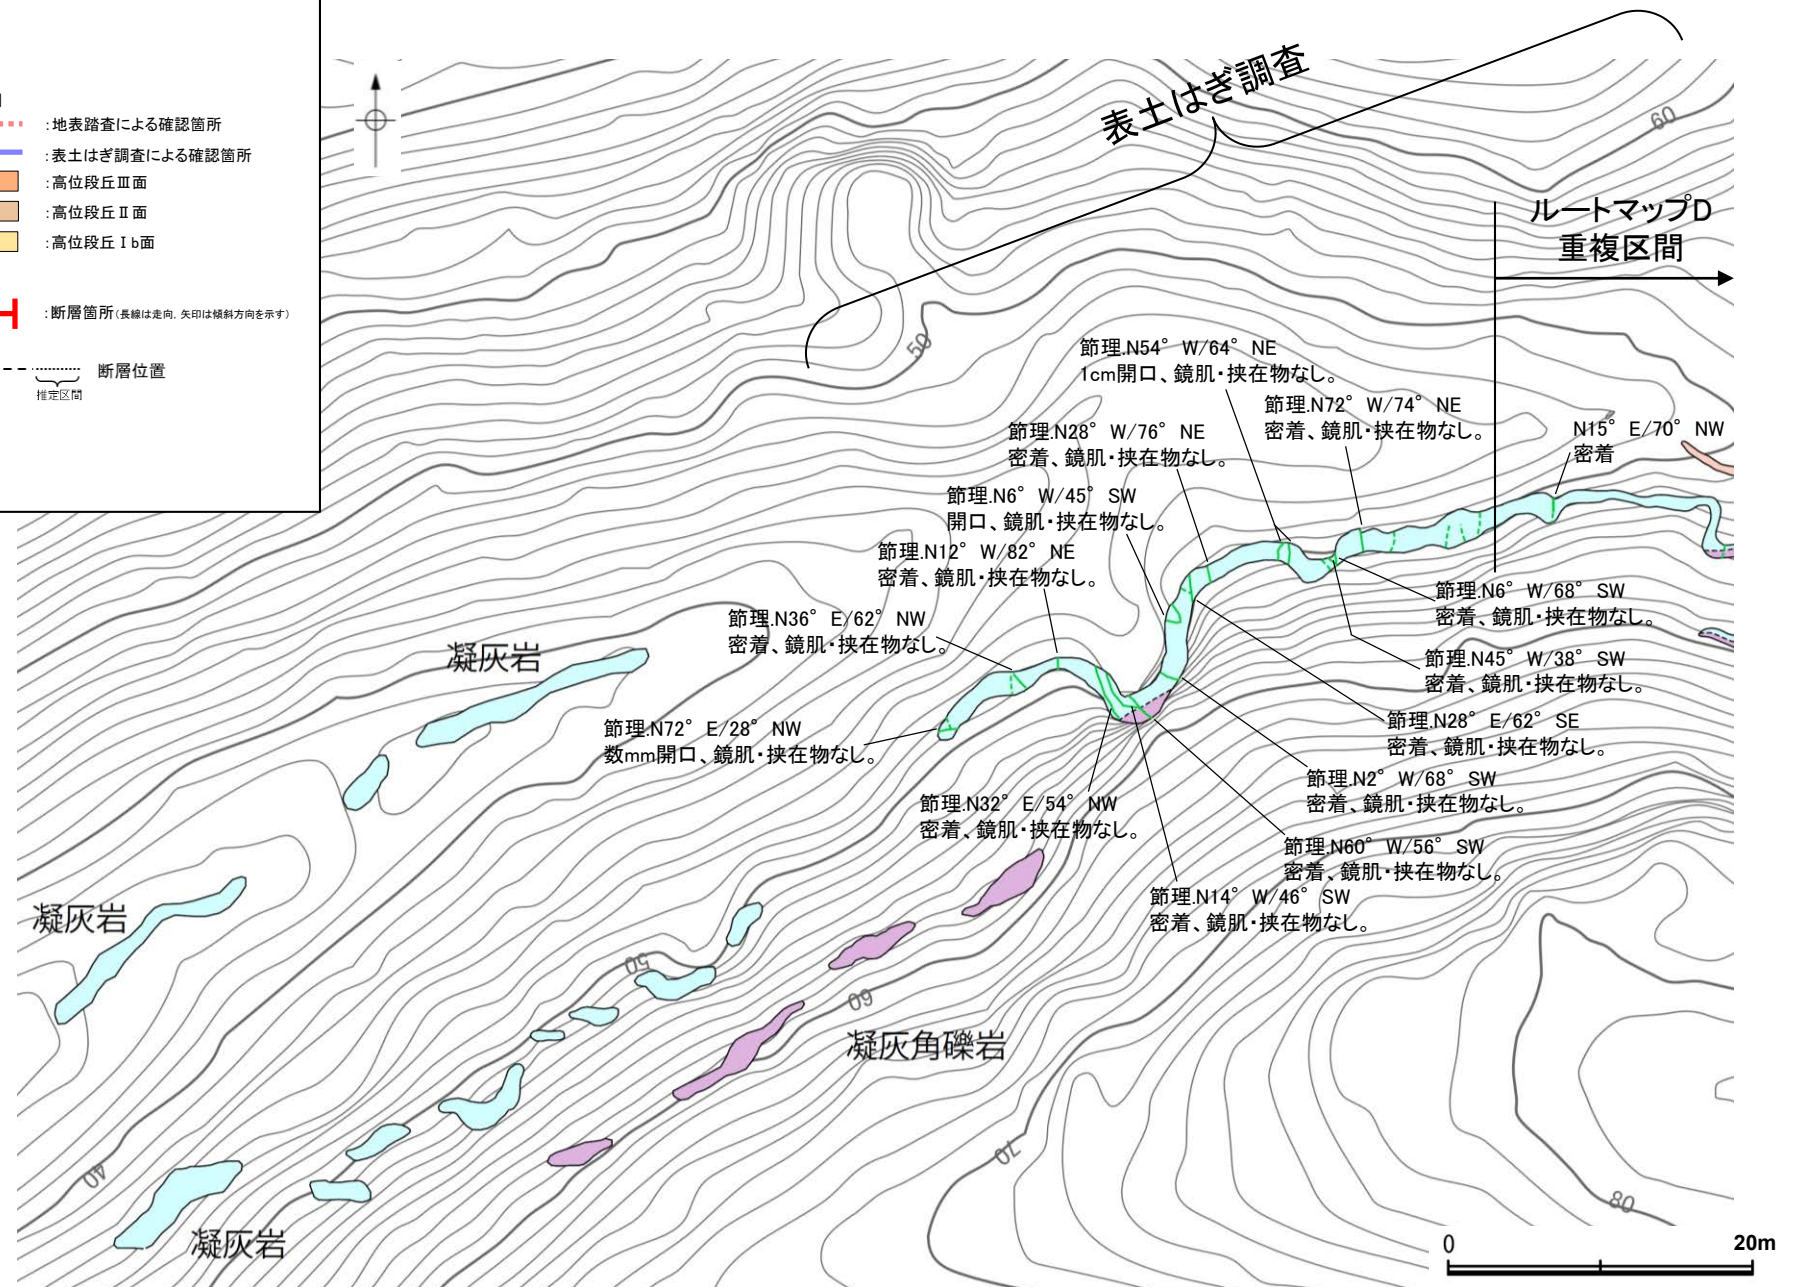 :地表踏査による確認箇所
:表土はぎ調査による確認箇所
:高位段丘Ⅲ面
:高位段丘Ⅱ面
:高位段丘Ⅰb面
:断層箇所(長線は走向、矢印は傾斜方向を示す)
断層位置
推定区間
表土はぎ調査
60
ルートマップD
重複区間
50
節理.N54°W/64°NE
1cm開口、鏡肌・挟在物なし。
節理.N72°W/74°NE
密着、鏡肌・挟在物なし。
N15°E/70°NW
密着
節理.N28°W/76°NE
密着、鏡肌・挟在物なし。
節理.N6°W/45°SW
開口、鏡肌・挟在物なし。
節理.N12°W/82°NE
密着、鏡肌・挟在物なし。
節理.N6°W/68°SW
密着、鏡肌・挟在物なし。
節理.N36°E/62°NW
密着、鏡肌・挟在物なし。
凝灰岩
節理.N45°W/38°SW
密着、鏡肌・挟在物なし。
節理.N72°E/28°NW
数mm開口、鏡肌・挟在物なし。
節理.N28°E/62°SE
密着、鏡肌・挟在物なし。
節理.N2°W/68°SW
密着、鏡肌・挟在物なし。
節理.N32°E/54°NW
密着、鏡肌・挟在物なし。
節理.N60°W/56°SW
密着、鏡肌・挟在物なし。
節理.N14°W/46°SW
密着、鏡肌・挟在物なし。
凝灰岩
50
60
凝灰角礫岩
70
40
80
凝灰岩
0 20m